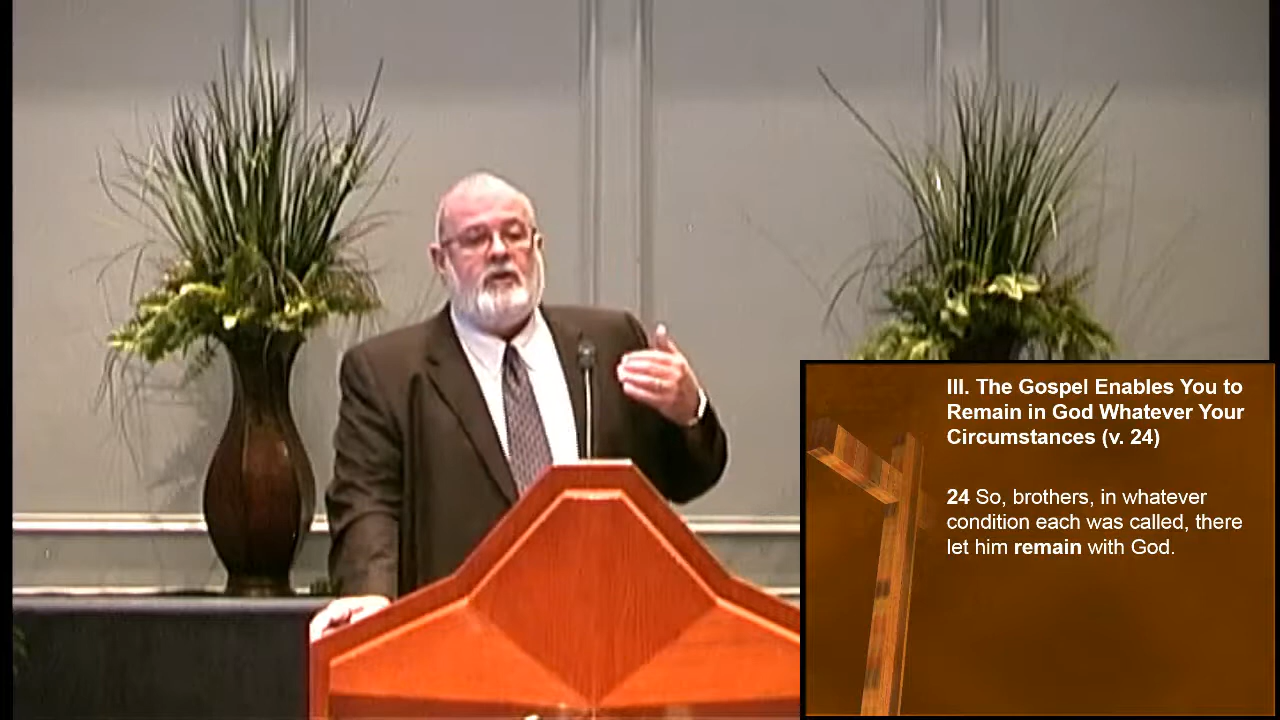 III. The Gospel Enables You to
Remain in God Whatever Your
Circumstances (v. 24)
24 So, brothers, in whatever
condition each was called, there
let him remain with God.